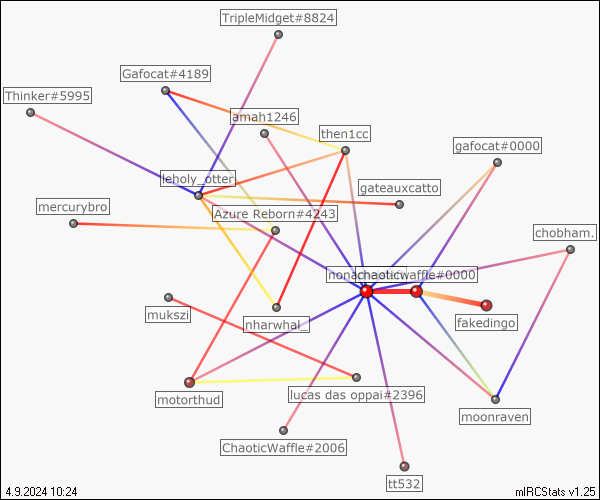 TripleMidget#8824
Gafocat#4189
Thinker#5995
amah1246
then1cc
gafocat#0000
leholy_otter
gateauxcatto
mercurybro
Azure Reborn#4243
chobham.
chaoticwaffle#0000
fakedingo
mukszi
nharwhal_
motorthud
lucas das oppai#2396
moonraven
ChaoticWaffle#2006
tt532
4.9.2024 10:24
mIRCStats v1.25